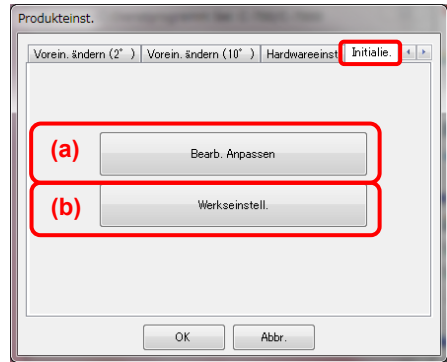 Produkteinst.
Vorein. ändern (2° ) Vorein. ändern (10° ) Hardwareeinst Initialie.
(a) Bearb. Anpassen
(b) Werkseinstell.
OK Abbr.